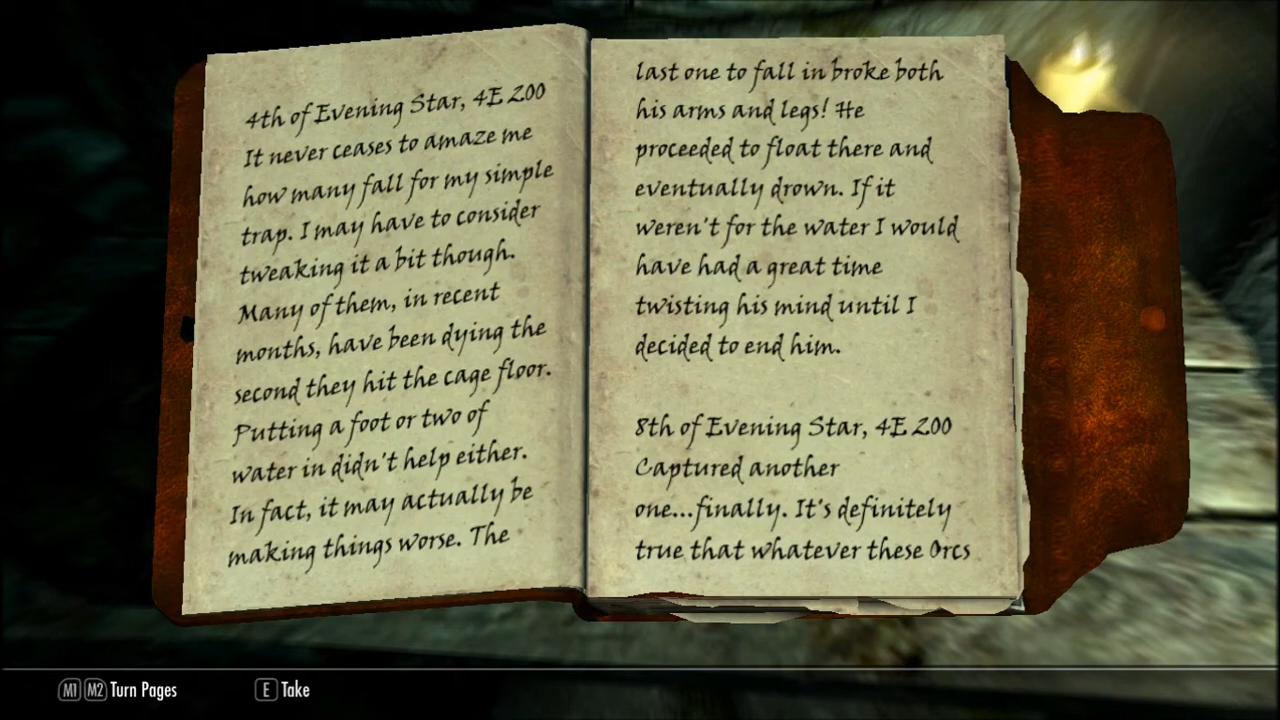 4th of Evening Star, 4E 200
It never ceases to amaze me
how many fall for my simple
trap. I may have to consider
tweaking it a bit though.
Many of them, in recent
months, have been dying the
second they hit the cage floor.
Putting a foot or two of
water in didn't help either.
In fact, it may actually be
making things worse. The
last one to fall in broke both
his arms and legs! He
proceeded to float there and
eventually drown. If it
weren't for the water I would
have had a great time
twisting his mind until I
decided to end him.
8th of Evening Star, 4E 200
Captured another
one...finally. It's definitely
true that whatever these Orcs
M1 M2 Turn Pages
E Take